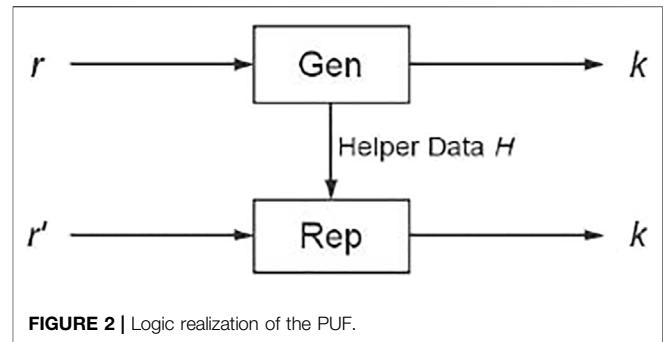 r Gen k
Helper Data H
r' Rep k
FIGURE 2 | Logic realization of the PUF.